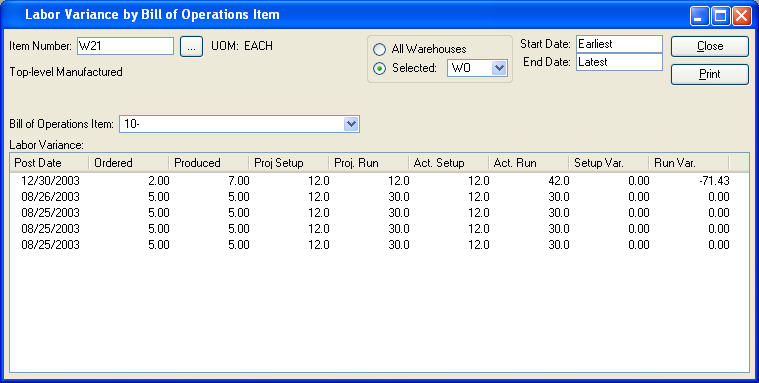 Labor Variance by Bill of Operations Item
Item Number: W21 ... UOM: EACH
Top-level Manufactured
All Warehouses
Selected: WO
Start Date: Earliest
End Date: Latest
Close
Print
Bill of Operations Item: 10-
Labor Variance:
Post Date Ordered Produced Proj Setup Proj. Run Act. Setup Act. Run Setup Var. Run Var.
12/30/2003 2.00 7.00 12.0 12.0 12.0 42.0 0.00 -71.43
08/26/2003 5.00 5.00 12.0 30.0 12.0 30.0 0.00 0.00
08/25/2003 5.00 5.00 12.0 30.0 12.0 30.0 0.00 0.00
08/25/2003 5.00 5.00 12.0 30.0 12.0 30.0 0.00 0.00
08/25/2003 5.00 5.00 12.0 30.0 12.0 30.0 0.00 0.00